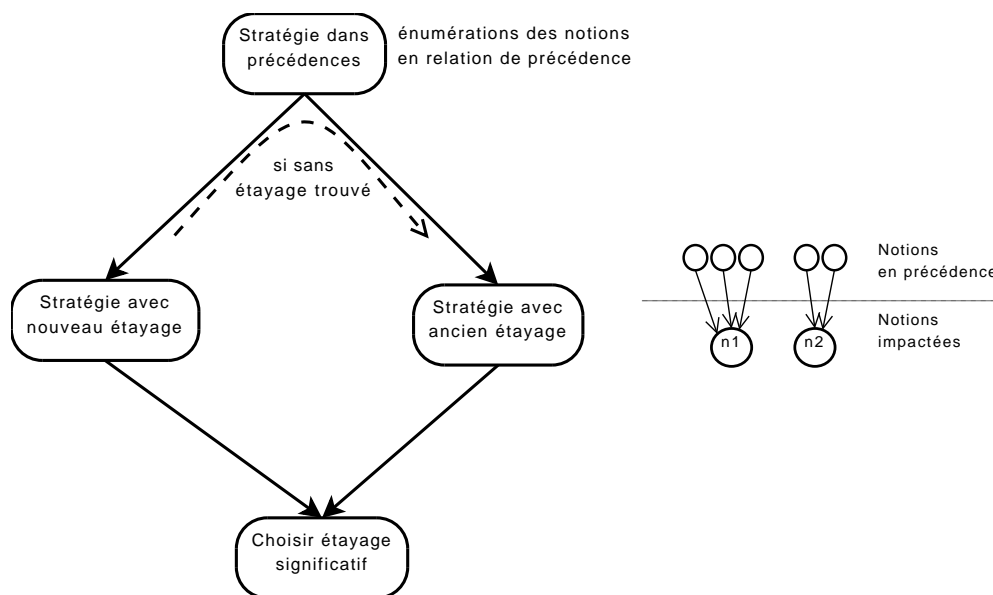 Stratégie dans
précédences
énumérations des notions
en relation de précédence
si sans
étayage trouvé
Stratégie avec
nouveau étayage
Stratégie avec
ancien étayage
Choisir étayage
significatif
Notions
en précédence
Notions
impactées
n1
n2